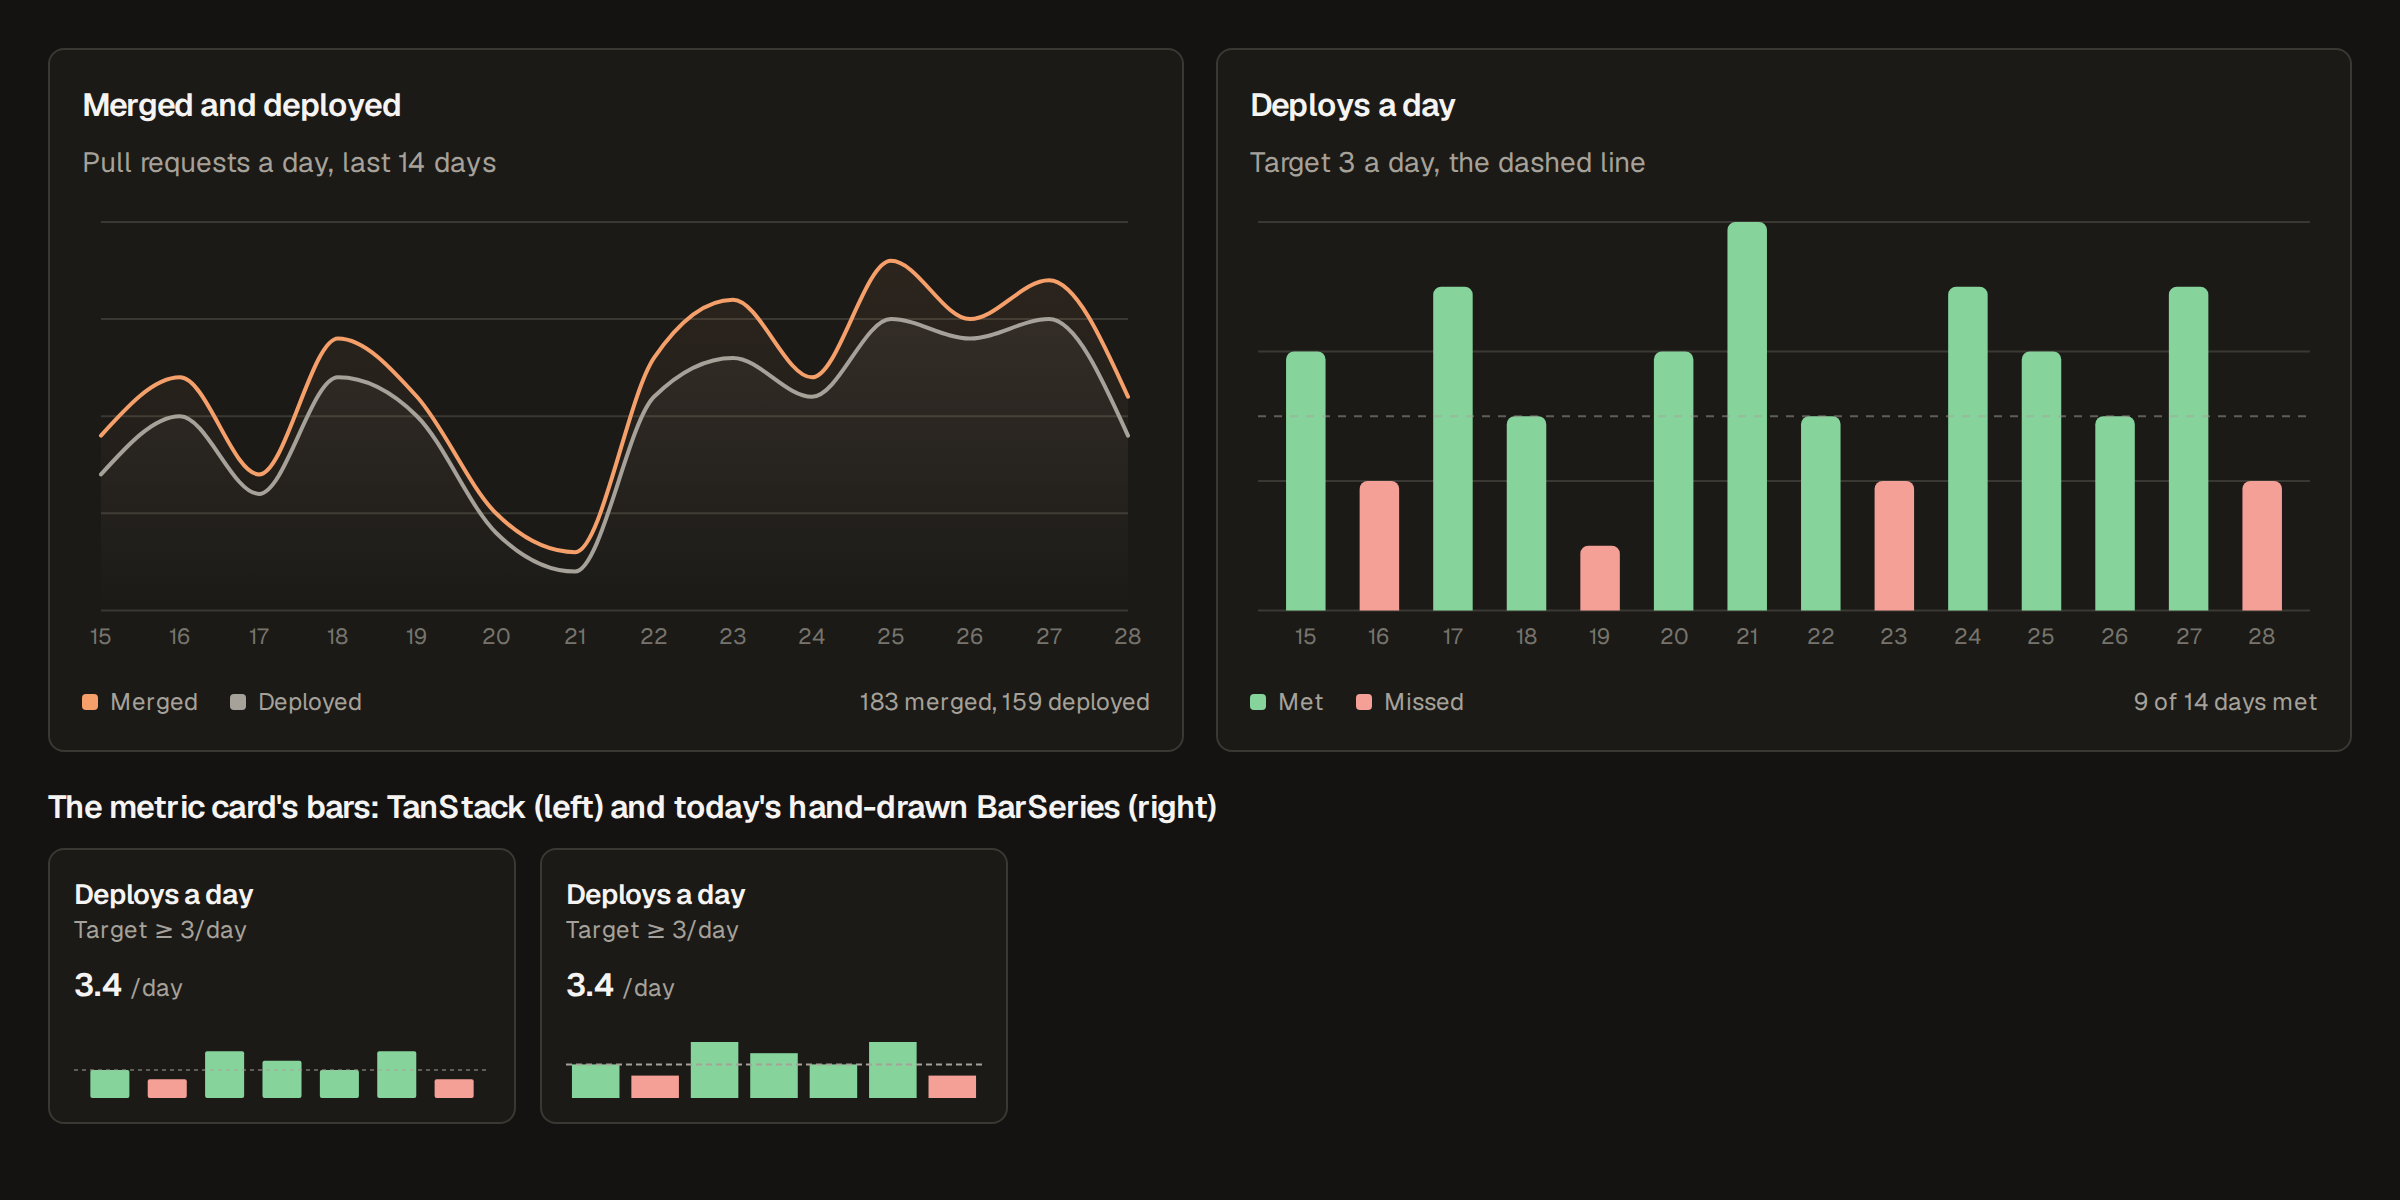 Merged and deployed
Pull requests a day, last 14 days
15 16 17 18 19 20 21 22 23 24 25 26 27 28
Merged Deployed 183 merged, 159 deployed
Deploys a day
Target 3 a day, the dashed line
15 16 17 18 19 20 21 22 23 24 25 26 27 28
Met Missed 9 of 14 days met
The metric card's bars: TanStack (left) and today's hand-drawn BarSeries (right)
Deploys a day
Target ≥ 3/day
3.4 /day
Deploys a day
Target ≥ 3/day
3.4 /day